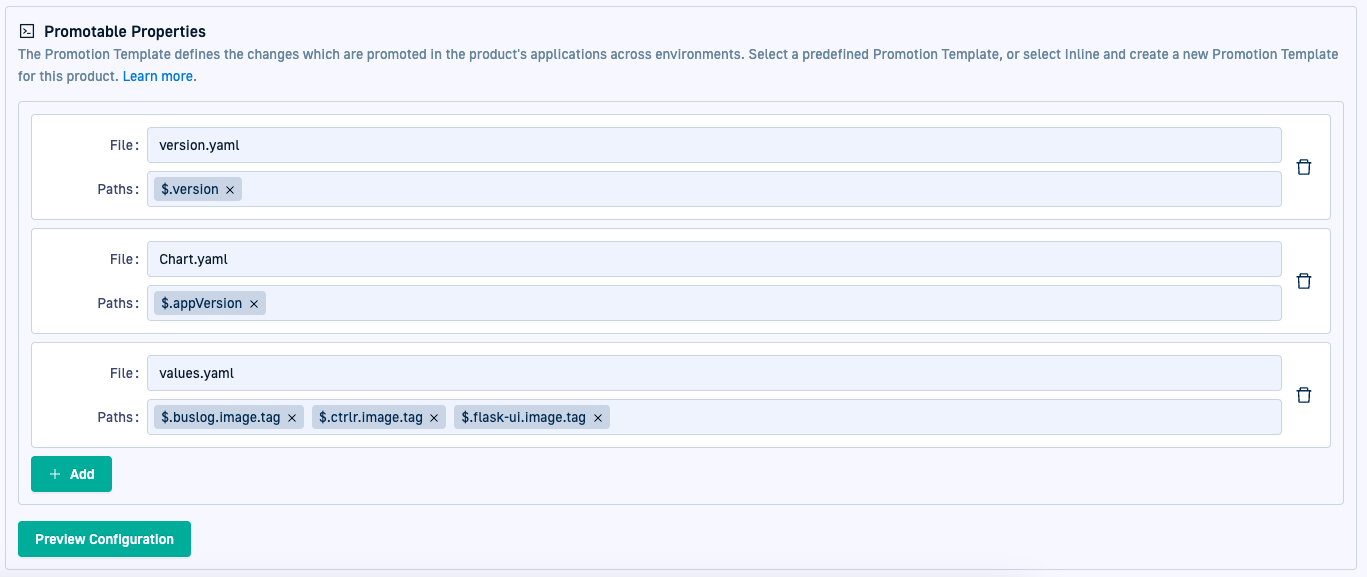 Promotable Properties
The Promotion Template defines the changes which are promoted in the product's applications across environments. Select a predefined Promotion Template, or select Inline and create a new Promotion Template
for this product. Learn more.
File: version.yaml
Paths: $.version ×
File: Chart.yaml
Paths: $.appVersion ×
File: values.yaml
Paths: $.buslog.image.tag × $.ctrlr.image.tag × $.flask-ui.image.tag ×
+ Add
Preview Configuration